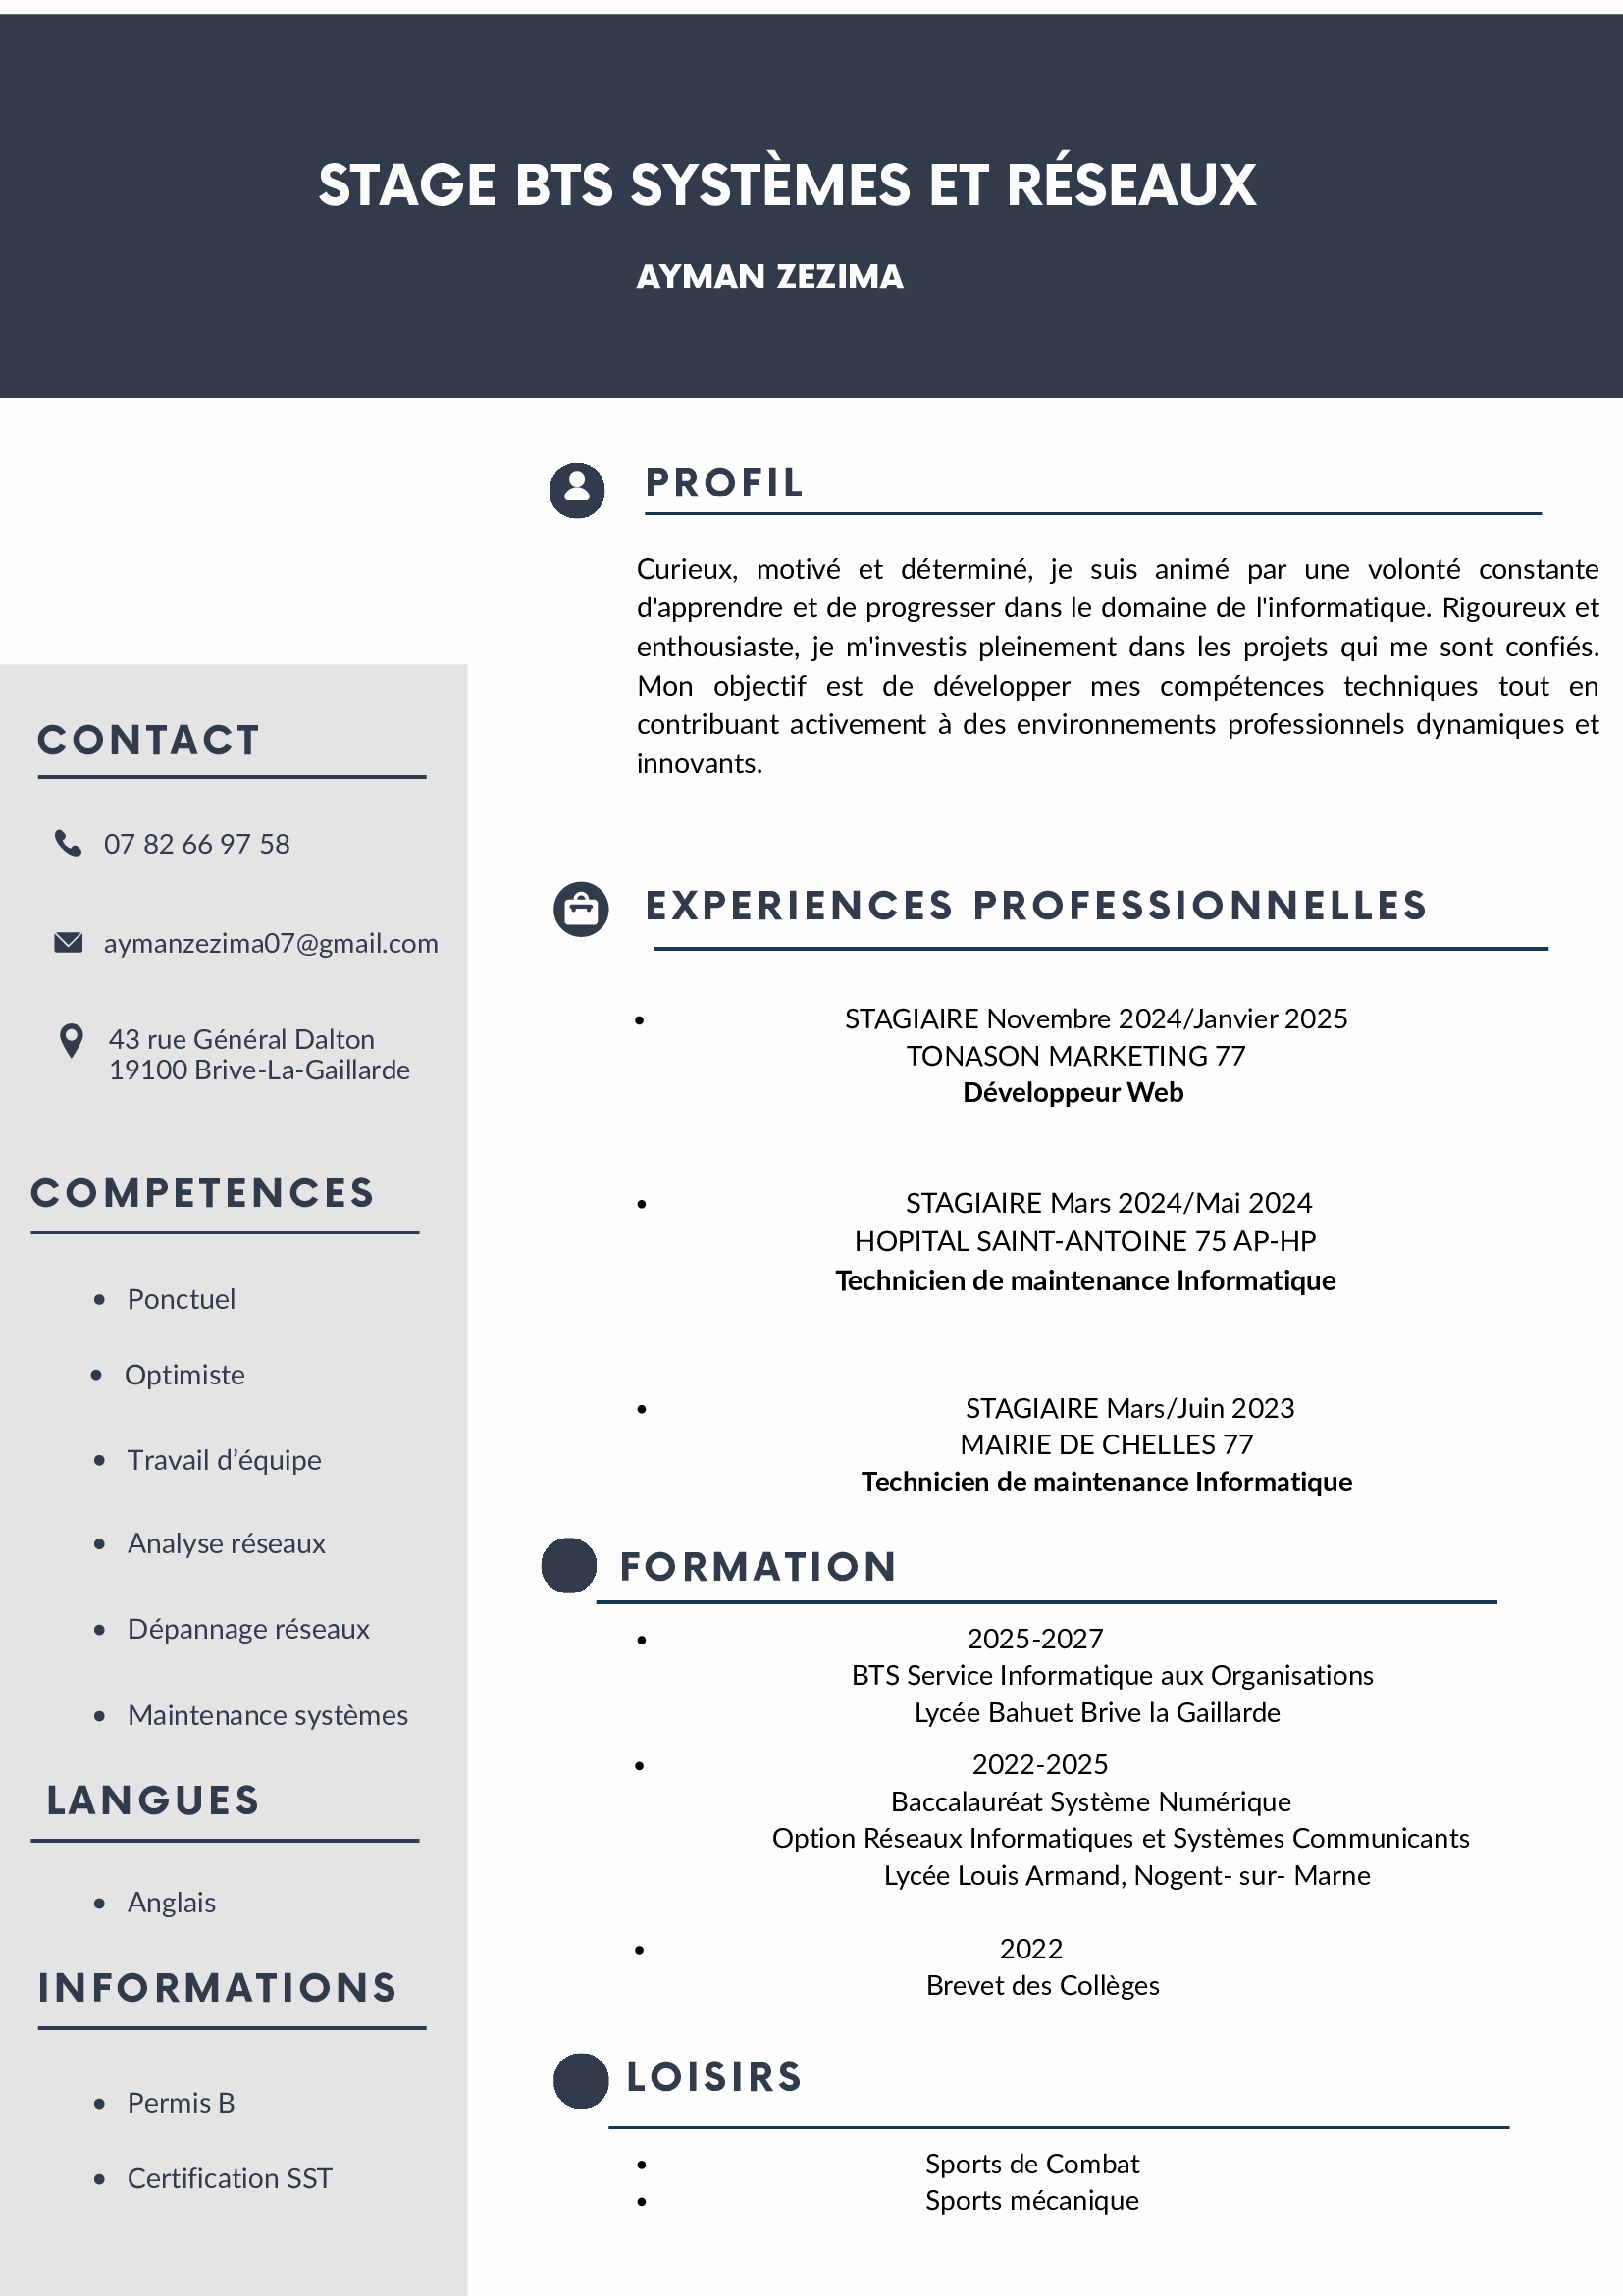 STAGE BTS SYSTÈMES ET RÉSEAUX
AYMAN ZEZIMA
CONTACT
07 82 66 97 58
aymanzezima07@gmail.com
43 rue Général Dalton
19100 Brive-La-Gaillarde
COMPETENCES
• Ponctuel
• Optimiste
• Travail d’équipe
• Analyse réseaux
• Dépannage réseaux
• Maintenance systèmes
LANGUES
• Anglais
INFORMATIONS
• Permis B
• Certification SST
PROFIL
Curieux, motivé et déterminé, je suis animé par une volonté constante
d'apprendre et de progresser dans le domaine de l'informatique. Rigoureux et
enthousiaste, je m'investis pleinement dans les projets qui me sont confiés.
Mon objectif est de développer mes compétences techniques tout en
contribuant activement à des environnements professionnels dynamiques et
innovants.
EXPERIENCES PROFESSIONNELLES
• STAGIAIRE Novembre 2024/Janvier 2025
TONASON MARKETING 77
Développeur Web
• STAGIAIRE Mars 2024/Mai 2024
HOPITAL SAINT-ANTOINE 75 AP-HP
Technicien de maintenance Informatique
• STAGIAIRE Mars/Juin 2023
MAIRIE DE CHELLES 77
Technicien de maintenance Informatique
FORMATION
• 2025-2027
BTS Service Informatique aux Organisations
Lycée Bahuet Brive la Gaillarde
• 2022-2025
Baccalauréat Système Numérique
Option Réseaux Informatiques et Systèmes Communicants
Lycée Louis Armand, Nogent- sur- Marne
• 2022
Brevet des Collèges
LOISIRS
• Sports de Combat
• Sports mécanique